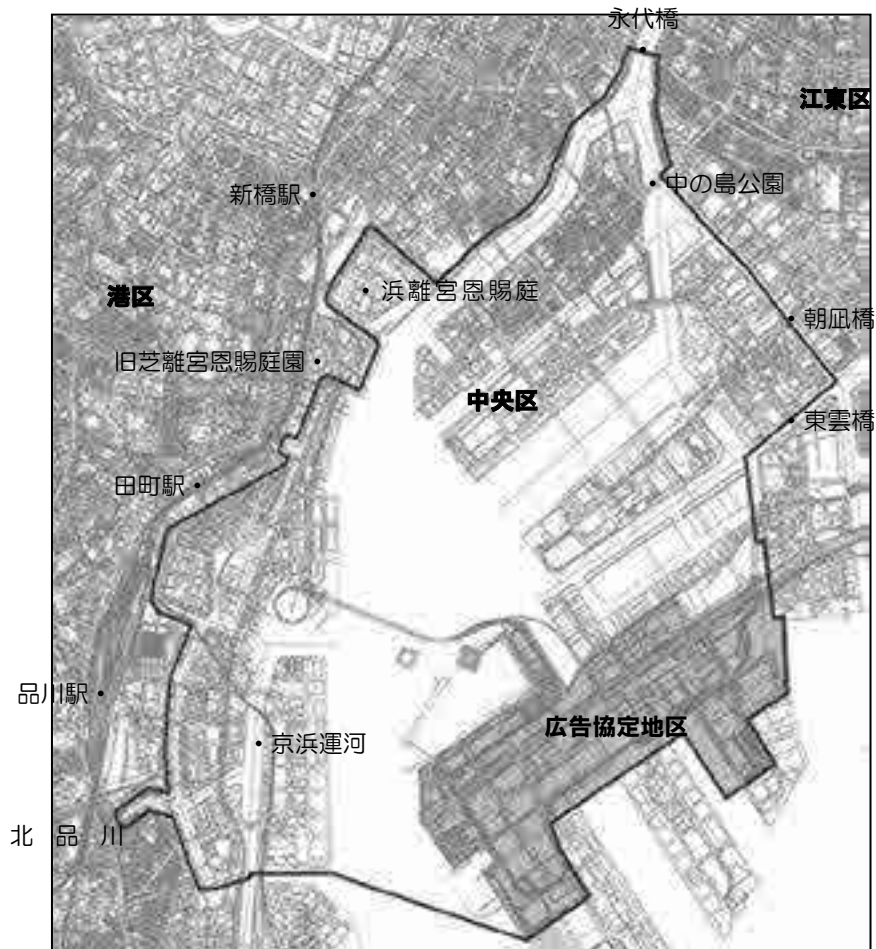 永代橋
江東区
中の島公園
新橋駅
港区
浜離宮恩賜庭
朝凪橋
旧芝離宮恩賜庭園
中央区
東雲橋
田町駅
品川駅
広告協定地区
京浜運河
北 品 川